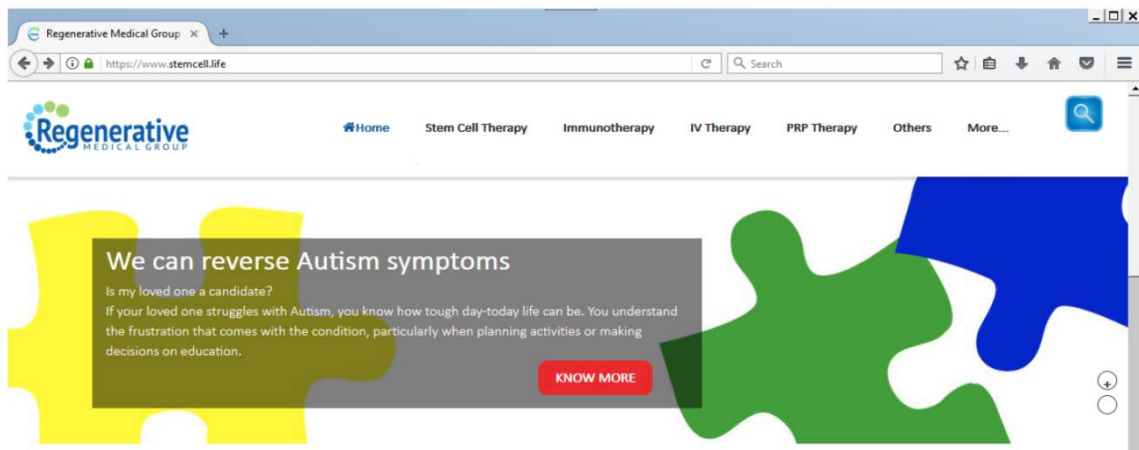 Regenerative Medical Group
https://www.stemcell.life
Search
Regenerative
MEDICAL GROUP
Home Stem Cell Therapy Immunotherapy IV Therapy PRP Therapy Others More...
We can reverse Autism symptoms
Is my loved one a candidate?
If your loved one struggles with Autism, you know how tough day-today life can be. You understand
the frustration that comes with the condition, particularly when planning activities or making
decisions on education.
KNOW MORE